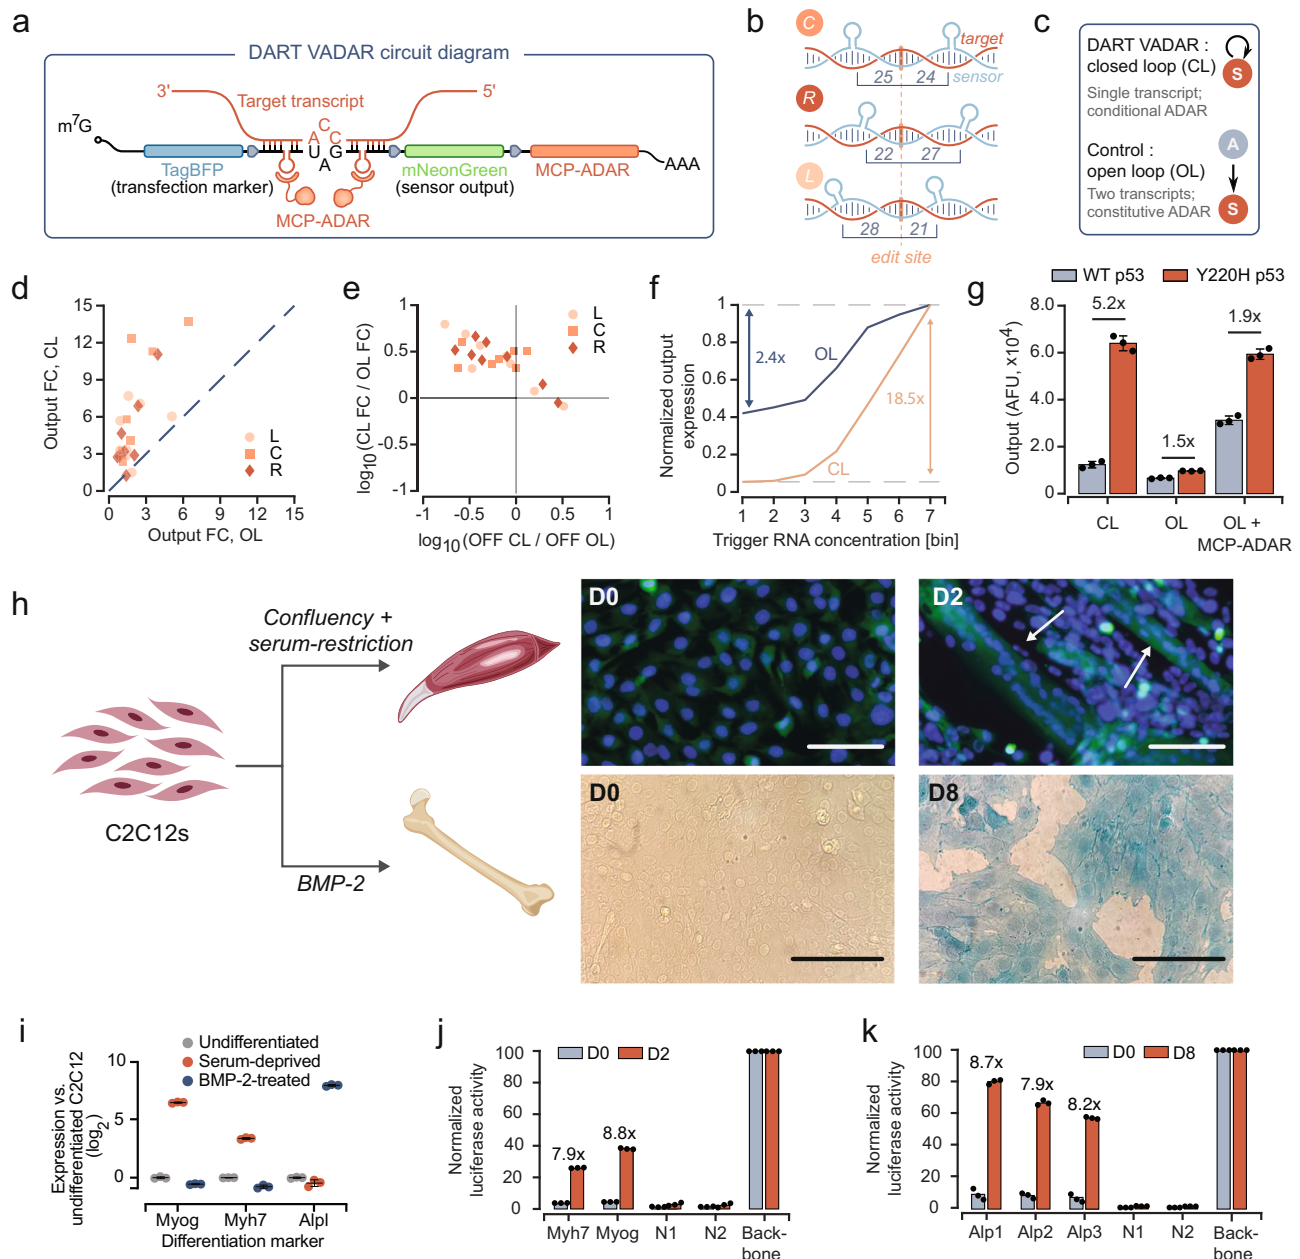 a
DART VADAR circuit diagram
3'
5'
Target transcript
m7G
A C C
U A G
TagBFP
(transfection marker)
mNeonGreen
(sensor output)
MCP-ADAR
AAA
MCP-ADAR
b
C
target
sensor
25 24
R
22 27
L
28 21
edit site
c
DART VADAR :
closed loop (CL)
S
Single transcript;
conditional ADAR
Control :
open loop (OL)
A
Two transcripts;
constitutive ADAR
S
d
Output FC, CL
15
12
9
6
3
0
0 3 6 9 12 15
Output FC, OL
L
C
R
e
log10(CL FC / OL FC)
1
0.5
0
-0.5
-1
-1 -0.5 0 0.5 1
log10(OFF CL / OFF OL)
L
C
R
f
Normalized output
expression
1
0.8
0.6
0.4
0.2
0
2.4x
OL
18.5x
CL
1 2 3 4 5 6 7
Trigger RNA concentration [bin]
g
WT p53
Y220H p53
Output (AFU, x10⁴)
8.0
6.0
4.0
2.0
0
5.2x
1.5x
1.9x
CL
OL
OL +
MCP-ADAR
h
Confluency +
serum-restriction
C2C12s
BMP-2
D0
D2
D0
D8
i
Expression vs.
undifferentiated C2C12
(log2)
Undifferentiated
Serum-deprived
BMP-2-treated
10
5
0
Myog Myh7 Alpl
Differentiation marker
j
Normalized
luciferase activity
D0 D2
100
80
60
40
20
0
7.9x
8.8x
Myh7 Myog N1 N2 Back-
bone
k
Normalized
luciferase activity
D0 D8
100
80
60
40
20
0
8.7x
7.9x
8.2x
Alp1 Alp2 Alp3 N1 N2 Back-
bone